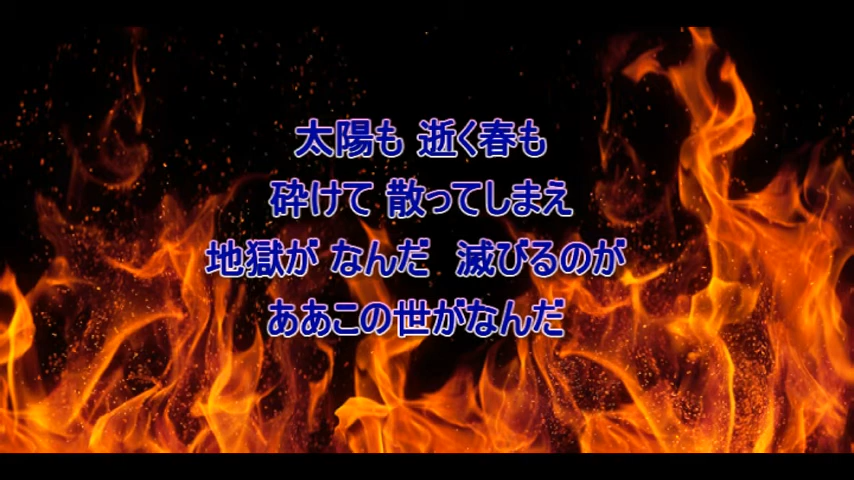 太陽も 逝く春も
砕けて 散ってしまえ
地獄が なんだ　滅びるのが
ああこの世がなんだ